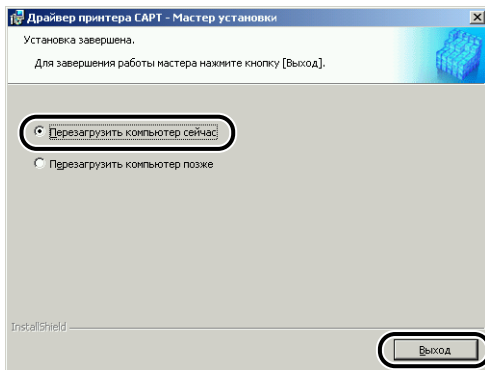 Драйвер принтера CAPT - Мастер установки
Установка завершена.
Для завершения работы мастера нажмите кнопку [Выход].
Перезагрузить компьютер сейчас
Перезагрузить компьютер позже
InstallShield
Выход